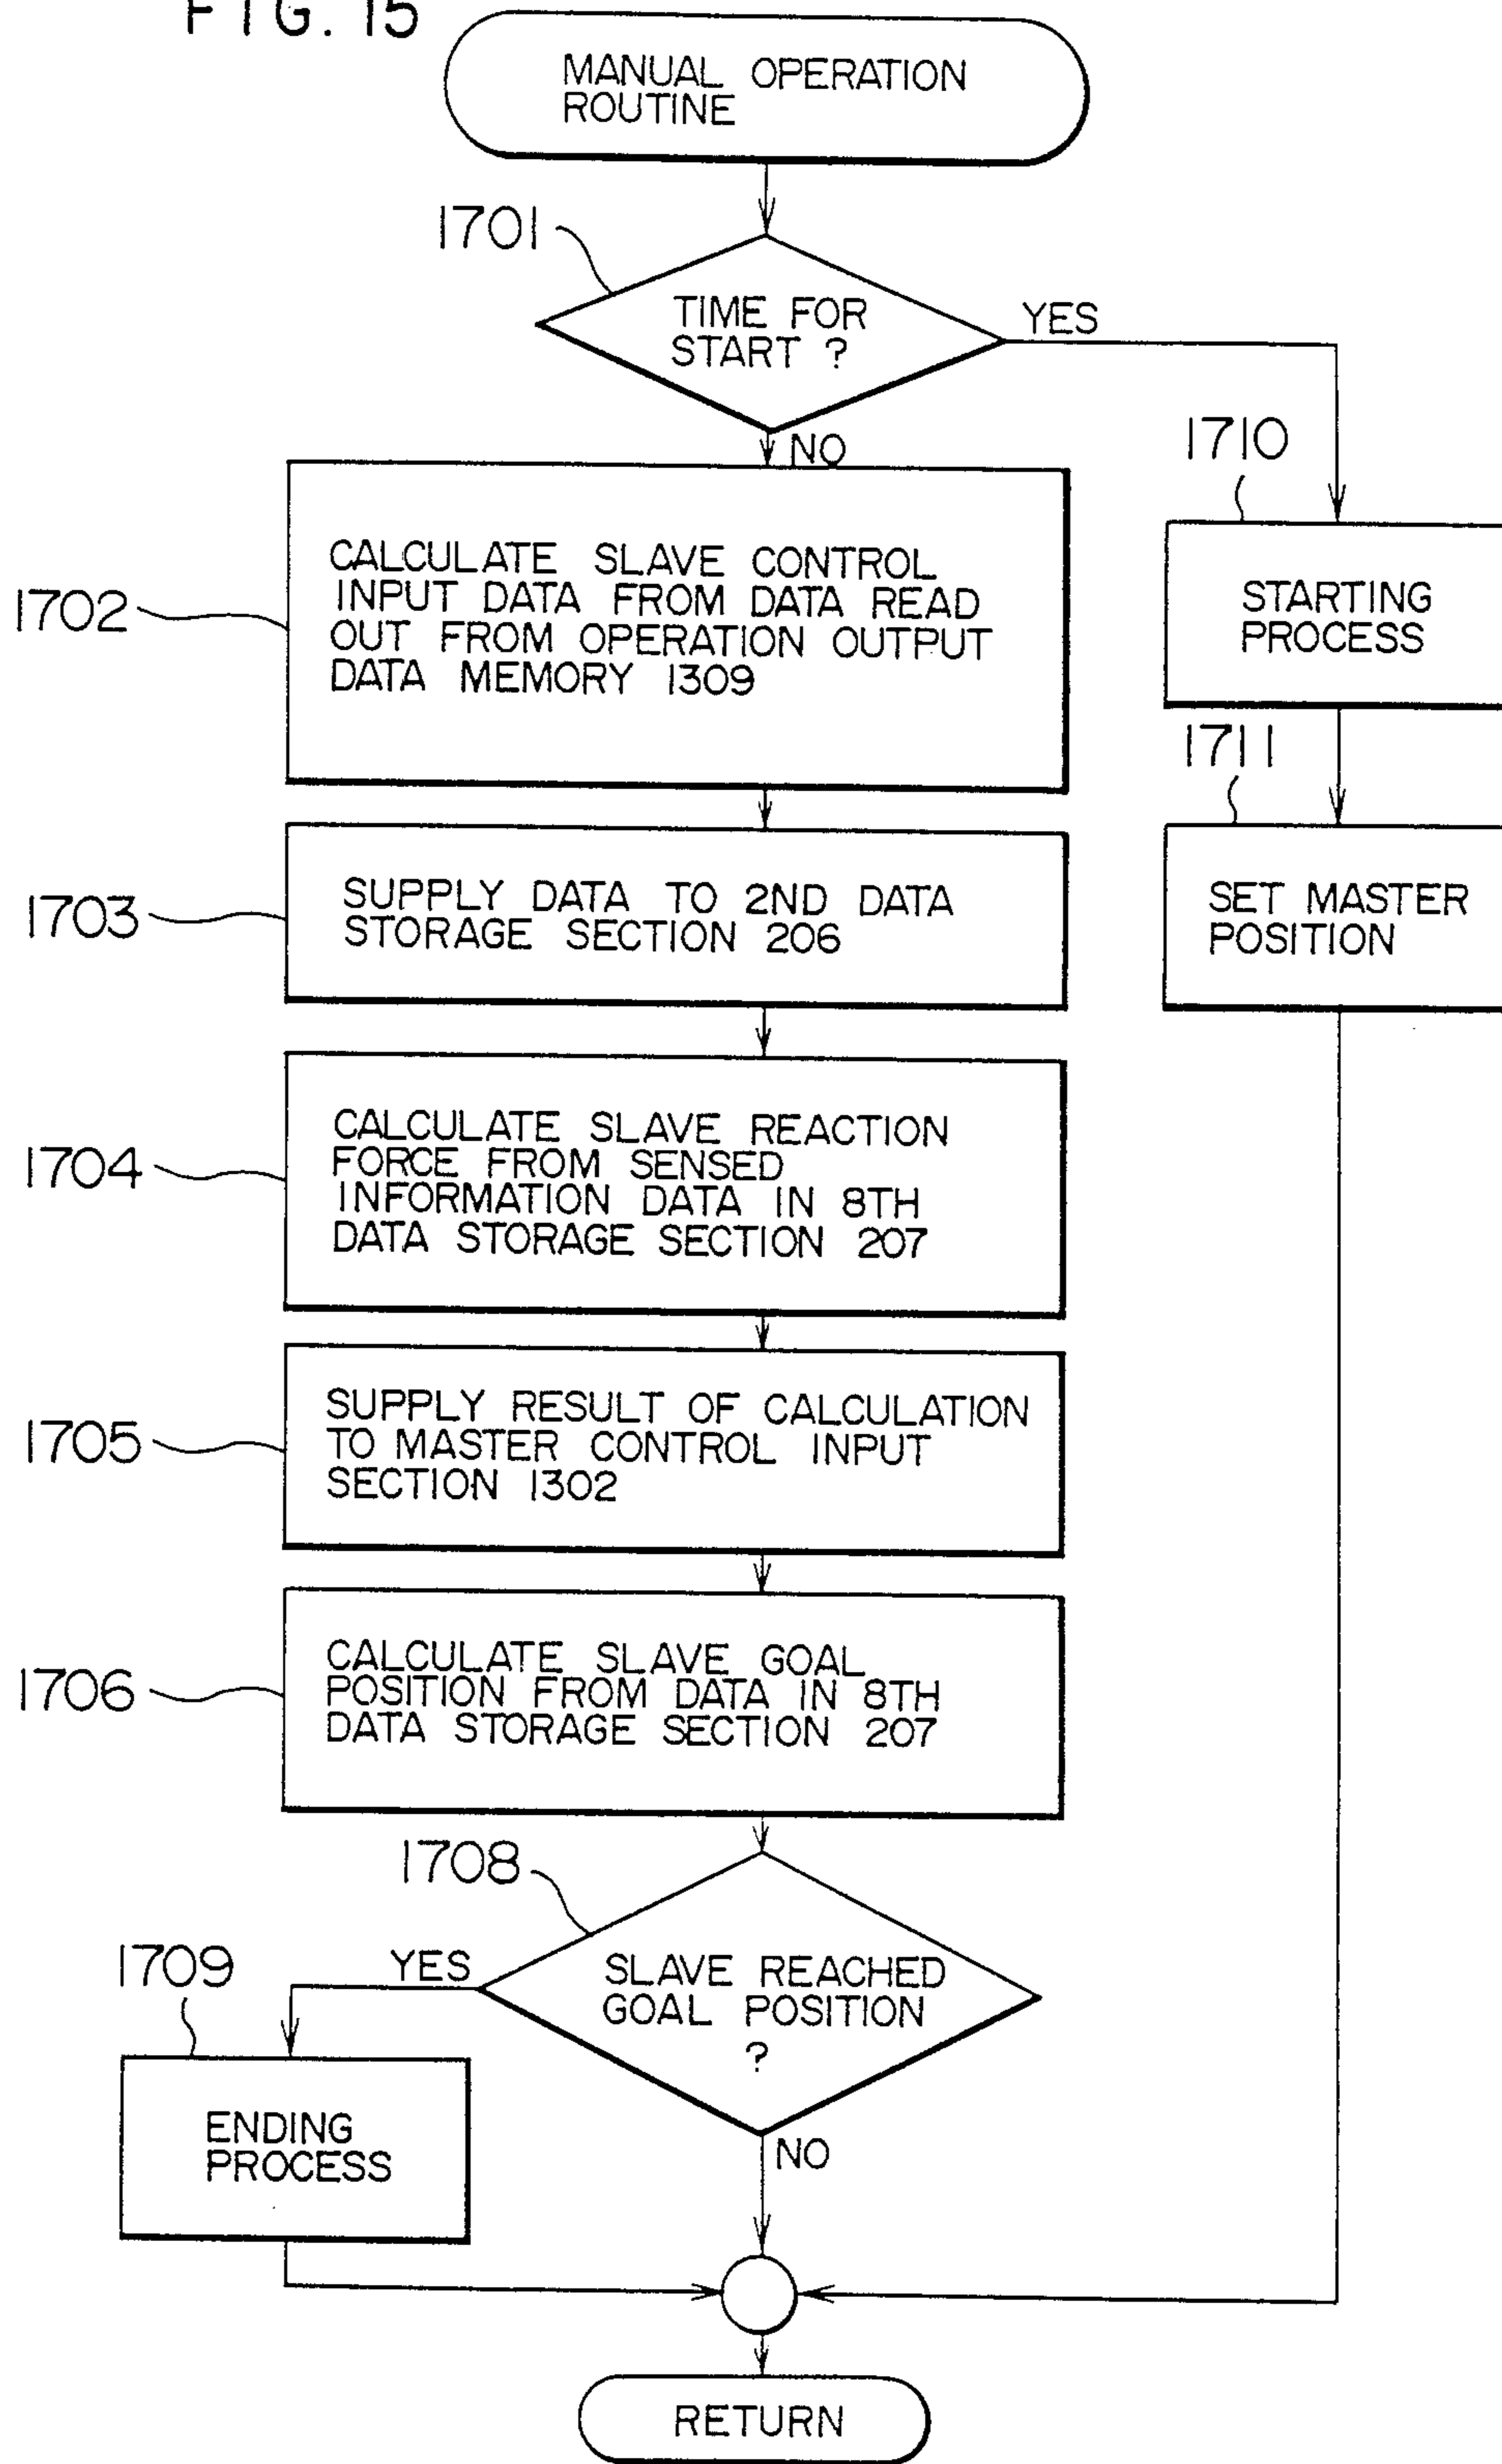 FIG. 15
MANUAL OPERATION
ROUTINE
1701
TIME FOR
START ?
YES
NO
1702
CALCULATE SLAVE CONTROL
INPUT DATA FROM DATA READ
OUT FROM OPERATION OUTPUT
DATA MEMORY 1309
1710
STARTING
PROCESS
1703
SUPPLY DATA TO 2ND DATA
STORAGE SECTION 206
1711
SET MASTER
POSITION
1704
CALCULATE SLAVE REACTION
FORCE FROM SENSED
INFORMATION DATA IN 8TH
DATA STORAGE SECTION 207
1705
SUPPLY RESULT OF CALCULATION
TO MASTER CONTROL INPUT
SECTION 1302
1706
CALCULATE SLAVE GOAL
POSITION FROM DATA IN 8TH
DATA STORAGE SECTION 207
1708
SLAVE REACHED
GOAL POSITION
?
YES
NO
1709
ENDING
PROCESS
RETURN